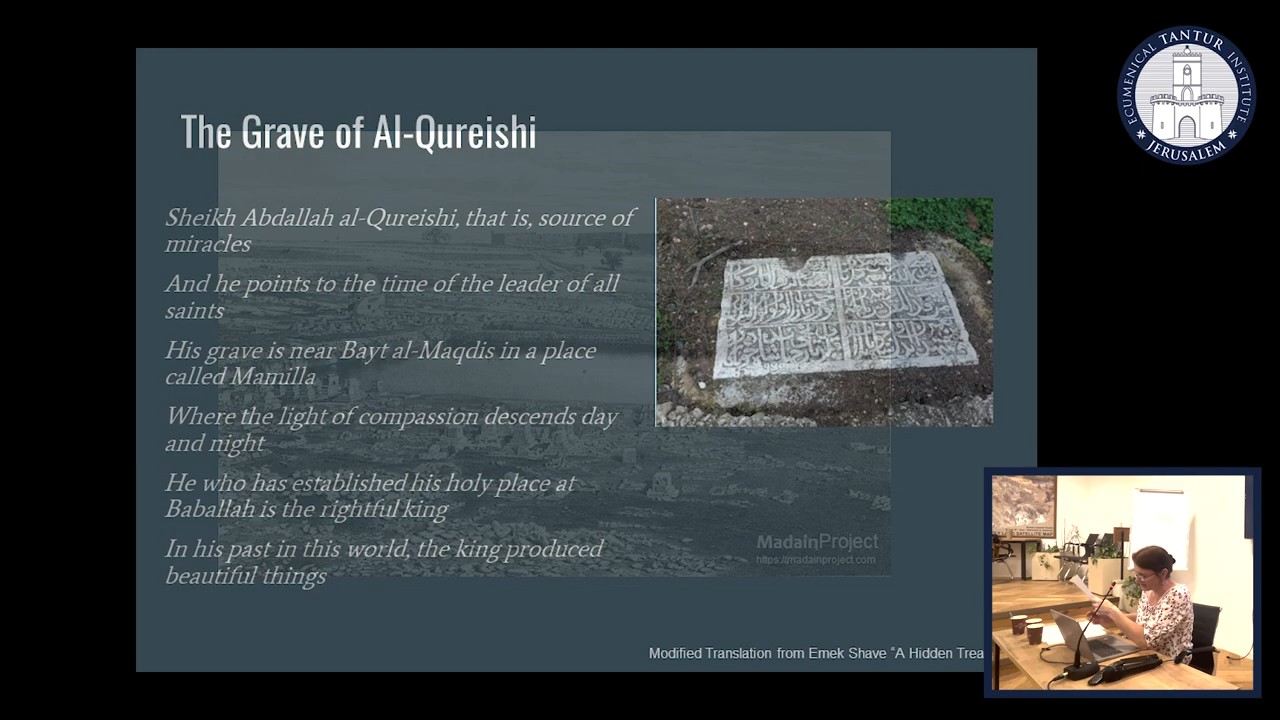 ECUMENICAL TANTUR INSTITUTE
JERUSALEM
The Grave of Al-Qureishi
Sheikh Abdallah al-Qureishi, that is, source of
miracles
And he points to the time of the leader of all
saints
His grave is near Bayt al-Maqdis in a place
called Mamilla
Where the light of compassion descends day
and night
He who has established his holy place at
Baballah is the rightful king
In his past in this world, the king produced
beautiful things
MadainProject
https://madainproject.com
Modified Translation from Emek Shave “A Hidden Trea
SATELLITE MAP